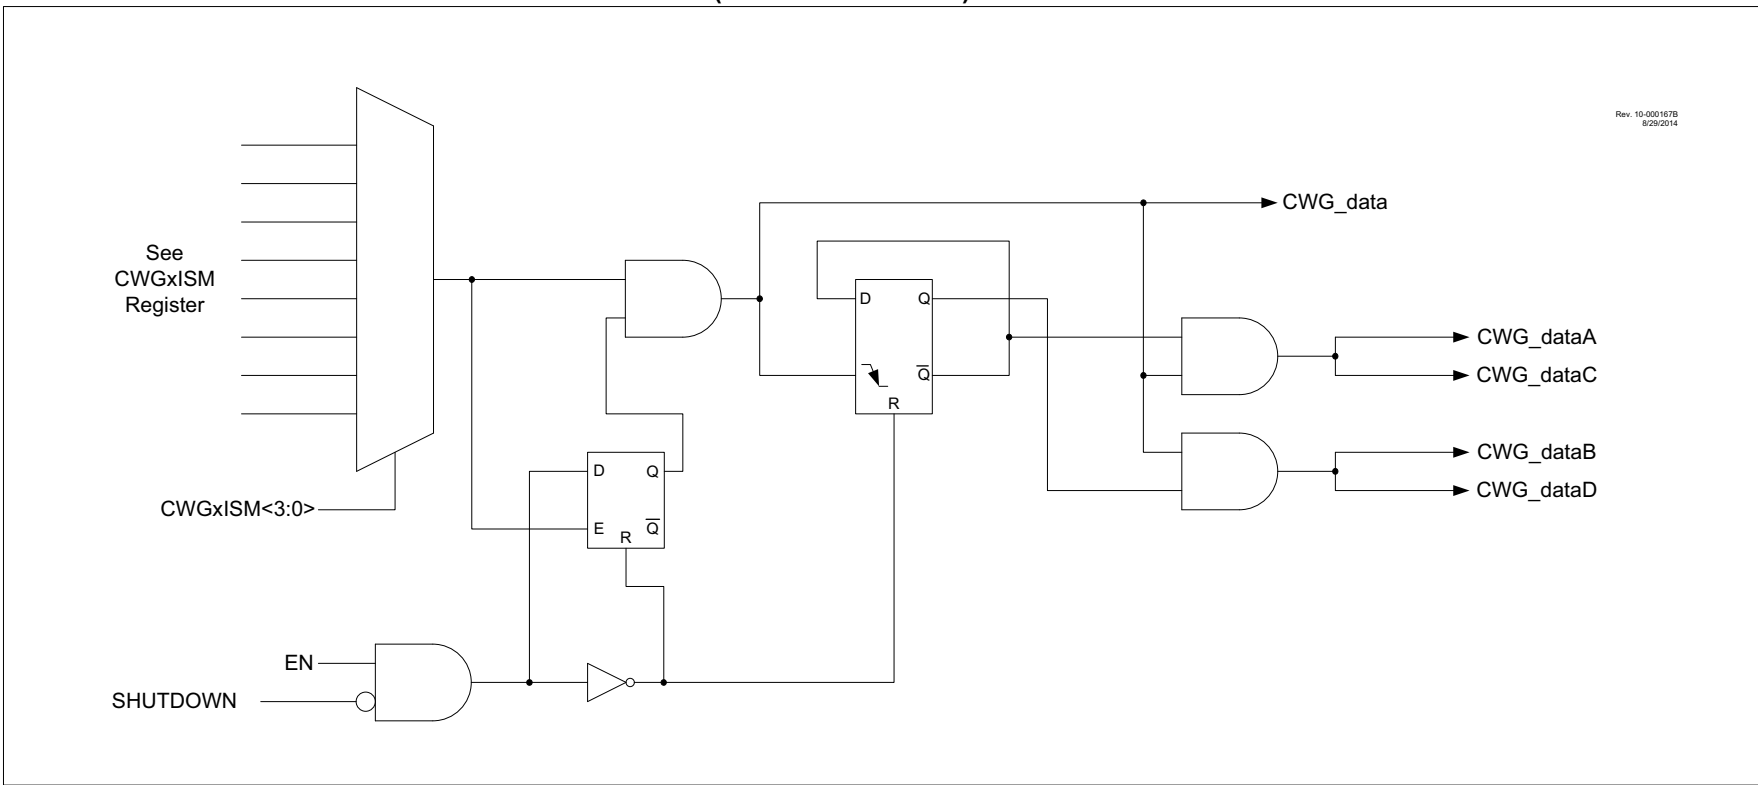 Rev. 10-000167B
8/29/2014
CWG_data
See
CWGxISM
Register
D
Q
Q
R
CWG_dataA
CWG_dataC
CWG_dataB
CWG_dataD
D
Q
E
Q
R
CWGxISM<3:0>
EN
SHUTDOWN